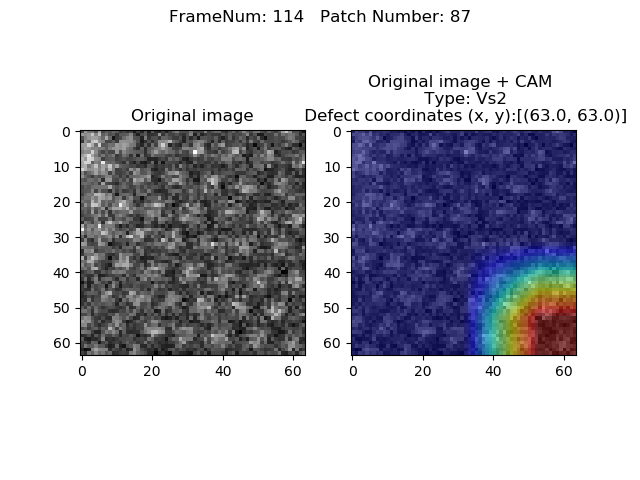 FrameNum: 114   Patch Number: 87
Original image
Original image + CAM
Type: Vs2
Defect coordinates (x, y):[(63.0, 63.0)]
0
10
20
30
40
50
60
0 20 40 60
0
10
20
30
40
50
60
0 20 40 60